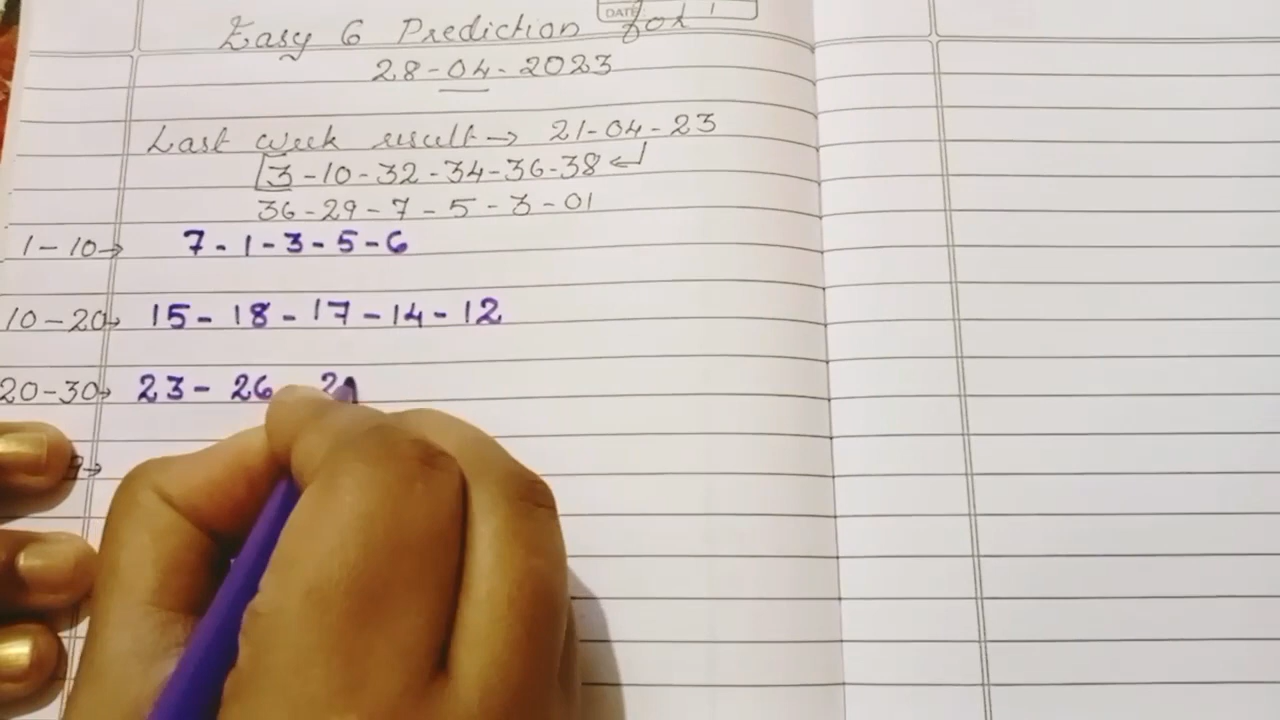 DATE
Easy 6 Prediction for
28-04-2023
Last week result → 21-04-23
3-10-32-34-36-38
36-29-7-5-3-01
1-10→ 7-1-3-5-6
10-20→ 15-18-17-14-12
20-30→ 23-26
9→